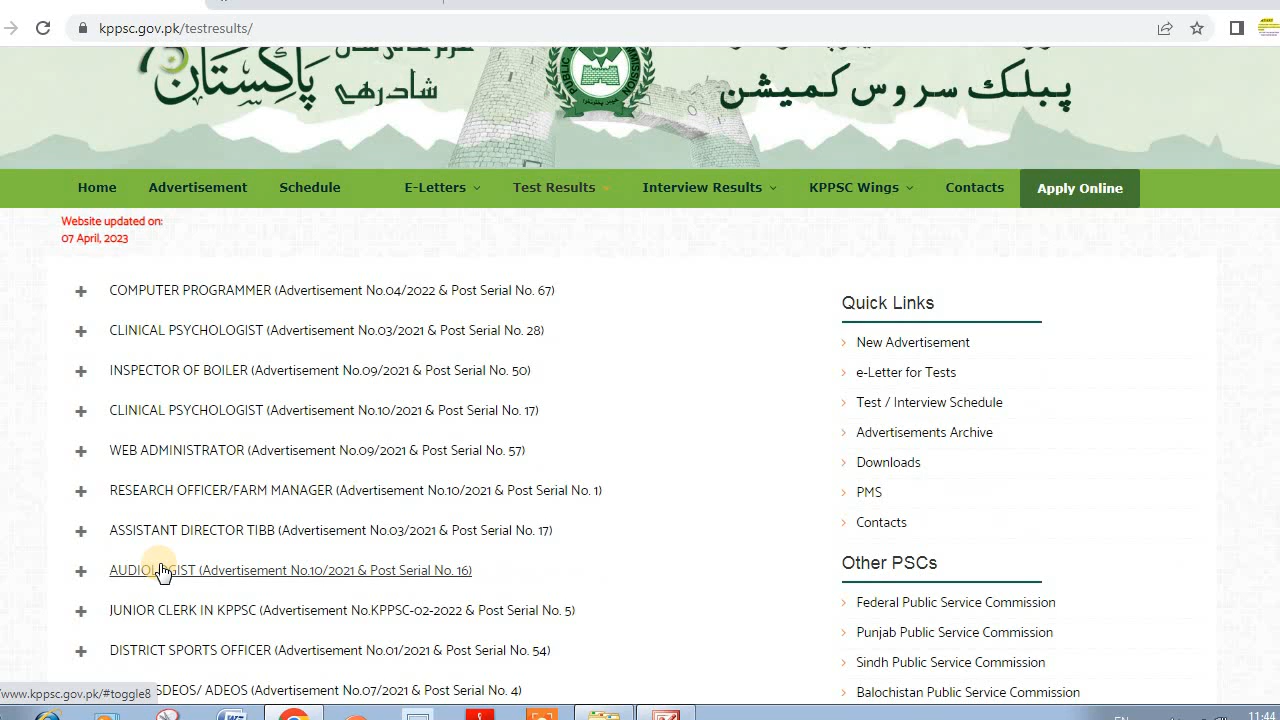 kppsc.gov.pk/testresults/
پاکستان
شادرھی
پبلک سروس کمیشن
Home Advertisement Schedule E-Letters Test Results Interview Results KPPSC Wings Contacts Apply Online
Website updated on:
07 April, 2023
COMPUTER PROGRAMMER (Advertisement No.04/2022 & Post Serial No. 67)
CLINICAL PSYCHOLOGIST (Advertisement No.03/2021 & Post Serial No. 28)
INSPECTOR OF BOILER (Advertisement No.09/2021 & Post Serial No. 50)
CLINICAL PSYCHOLOGIST (Advertisement No.10/2021 & Post Serial No. 17)
WEB ADMINISTRATOR (Advertisement No.09/2021 & Post Serial No. 57)
RESEARCH OFFICER/FARM MANAGER (Advertisement No.10/2021 & Post Serial No. 1)
ASSISTANT DIRECTOR TIBB (Advertisement No.03/2021 & Post Serial No. 17)
AUDIOLOGIST (Advertisement No.10/2021 & Post Serial No. 16)
JUNIOR CLERK IN KPPSC (Advertisement No.KPPSC-02-2022 & Post Serial No. 5)
DISTRICT SPORTS OFFICER (Advertisement No.01/2021 & Post Serial No. 54)
SDEOS/ ADEOS (Advertisement No.07/2021 & Post Serial No. 4)
/www.kppsc.gov.pk/#toggle8
Quick Links
New Advertisement
e-Letter for Tests
Test / Interview Schedule
Advertisements Archive
Downloads
PMS
Contacts
Other PSCs
Federal Public Service Commission
Punjab Public Service Commission
Sindh Public Service Commission
Balochistan Public Service Commission
EN
11:44